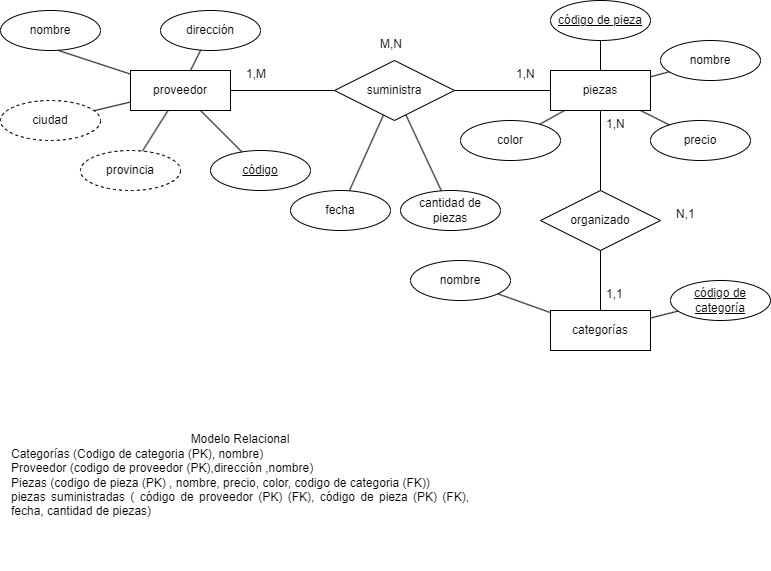 código de pieza
nombre
dirección
M,N
nombre
1,M
1,N
proveedor
suministra
piezas
ciudad
1,N
color
precio
provincia
código
fecha
cantidad de
piezas
organizado
N,1
nombre
1,1
código de
categoría
categorías
Modelo Relacional
Categorías (Codigo de categoria (PK), nombre)
Proveedor (codigo de proveedor (PK),dirección ,nombre)
Piezas (codigo de pieza (PK) , nombre, precio, color, codigo de categoria (FK))
piezas suministradas ( código de proveedor (PK) (FK), código de pieza (PK) (FK),
fecha, cantidad de piezas)